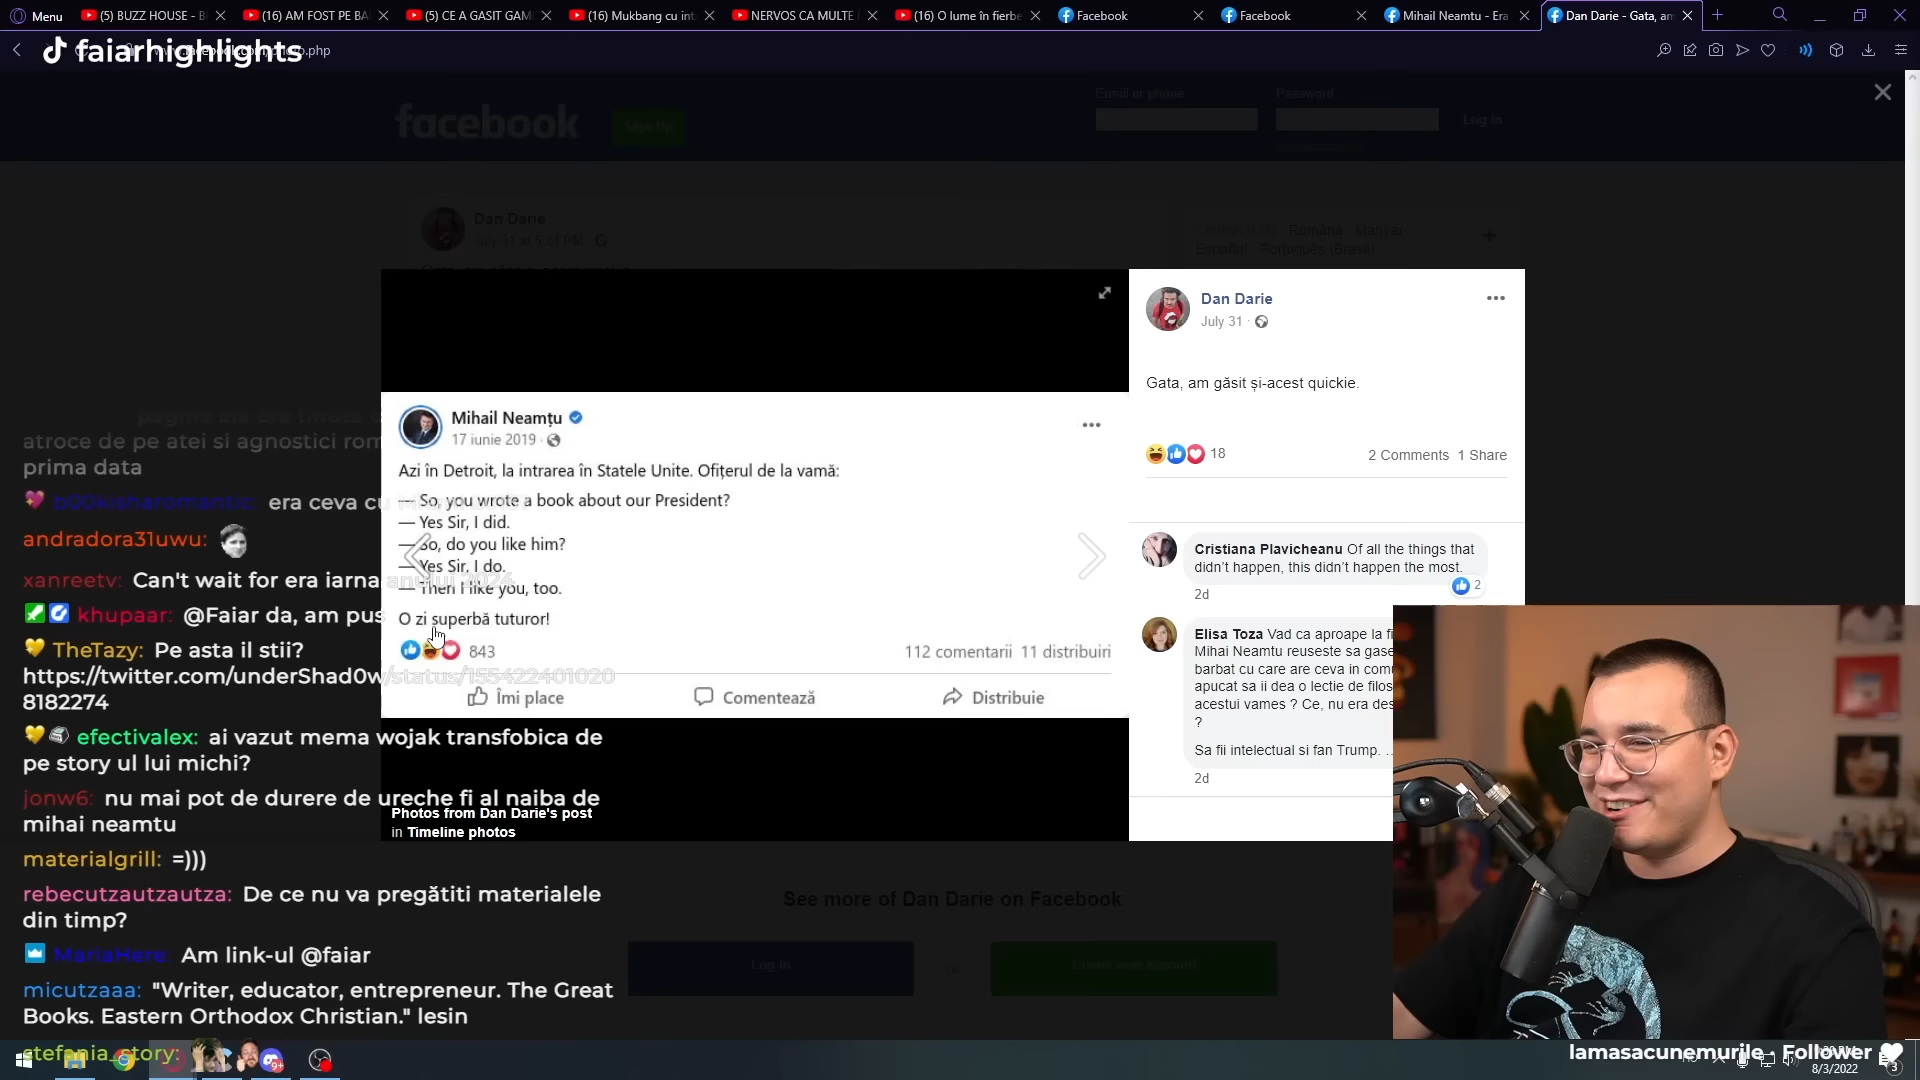 Menu
(5) BUZZ HOUSE - B
(16) AM FOST PE BA
(5) CE A GASIT GAM
(16) Mukbang cu int
NERVOS CA MULTE
(16) O lume în fierbe
Facebook
Facebook
Mihail Neamtu - Era
Dan Darie - Gata, am
faiarhighlights
facebook
Email or phone
Password
Log In
Dan Darie
July 31 at 5:24 PM
Română
Magyar
Español
Português (Brasil)
Mihail Neamțu
17 iunie 2019
Azi în Detroit, la intrarea în Statele Unite. Ofițerul de la vamă:
— So, you wrote a book about our President?
— Yes Sir, I did.
— So, do you like him?
— Yes Sir, I do.
— Then I like you, too.
O zi superbă tuturor!
843
112 comentarii 11 distribuiri
Îmi place
Comentează
Distribuie
Photos from Dan Darie's post
in Timeline photos
Dan Darie
July 31
Gata, am găsit și-acest quickie.
18
2 Comments 1 Share
Cristiana Plavicheanu Of all the things that
didn't happen, this didn't happen the most.
2
2d
Elisa Toza Vad ca aproape la fi
Mihai Neamtu reuseste sa gase
barbat cu care are ceva in com
apucat sa ii dea o lectie de filos
acestui vames ? Ce, nu era des
?
Sa fii intelectual si fan Trump. ..
2d
See more of Dan Darie on Facebook
Log In
or
atroce de pe atei si agnostici rom
prima data
b00kisharomantic: era ceva cu
andradora31uwu:
xanreetv: Can't wait for era iarna anului 2024
khupaar: @Faiar da, am pus
TheTazy: Pe asta il stii?
https://twitter.com/underShad0w/status/155422401020
8182274
efectivalex: ai vazut mema wojak transfobica de
pe story ul lui michi?
jonw6: nu mai pot de durere de ureche fi al naiba de
mihai neamtu
materialgrill: =)))
rebecutzautzautza: De ce nu va pregătiti materialele
din timp?
MariaHere: Am link-ul @faiar
micutzaaa: "Writer, educator, entrepreneur. The Great
Books. Eastern Orthodox Christian." Iesin
stefania_story:
lamasacunemurile - Follower
8/3/2022
3